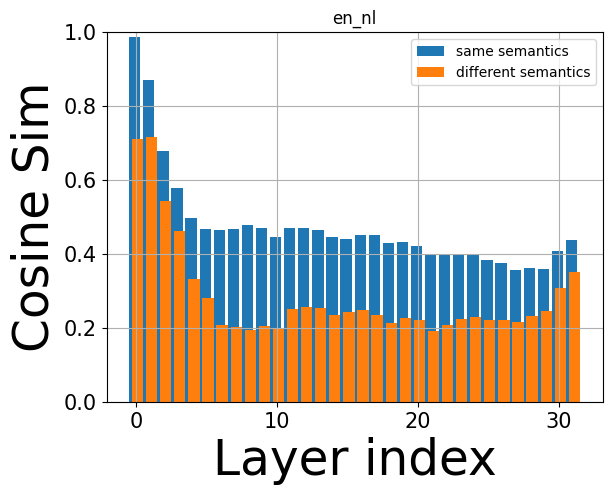 en_nl
same semantics
different semantics
Cosine Sim
1.0
0.8
0.6
0.4
0.2
0.0
0 10 20 30
Layer index